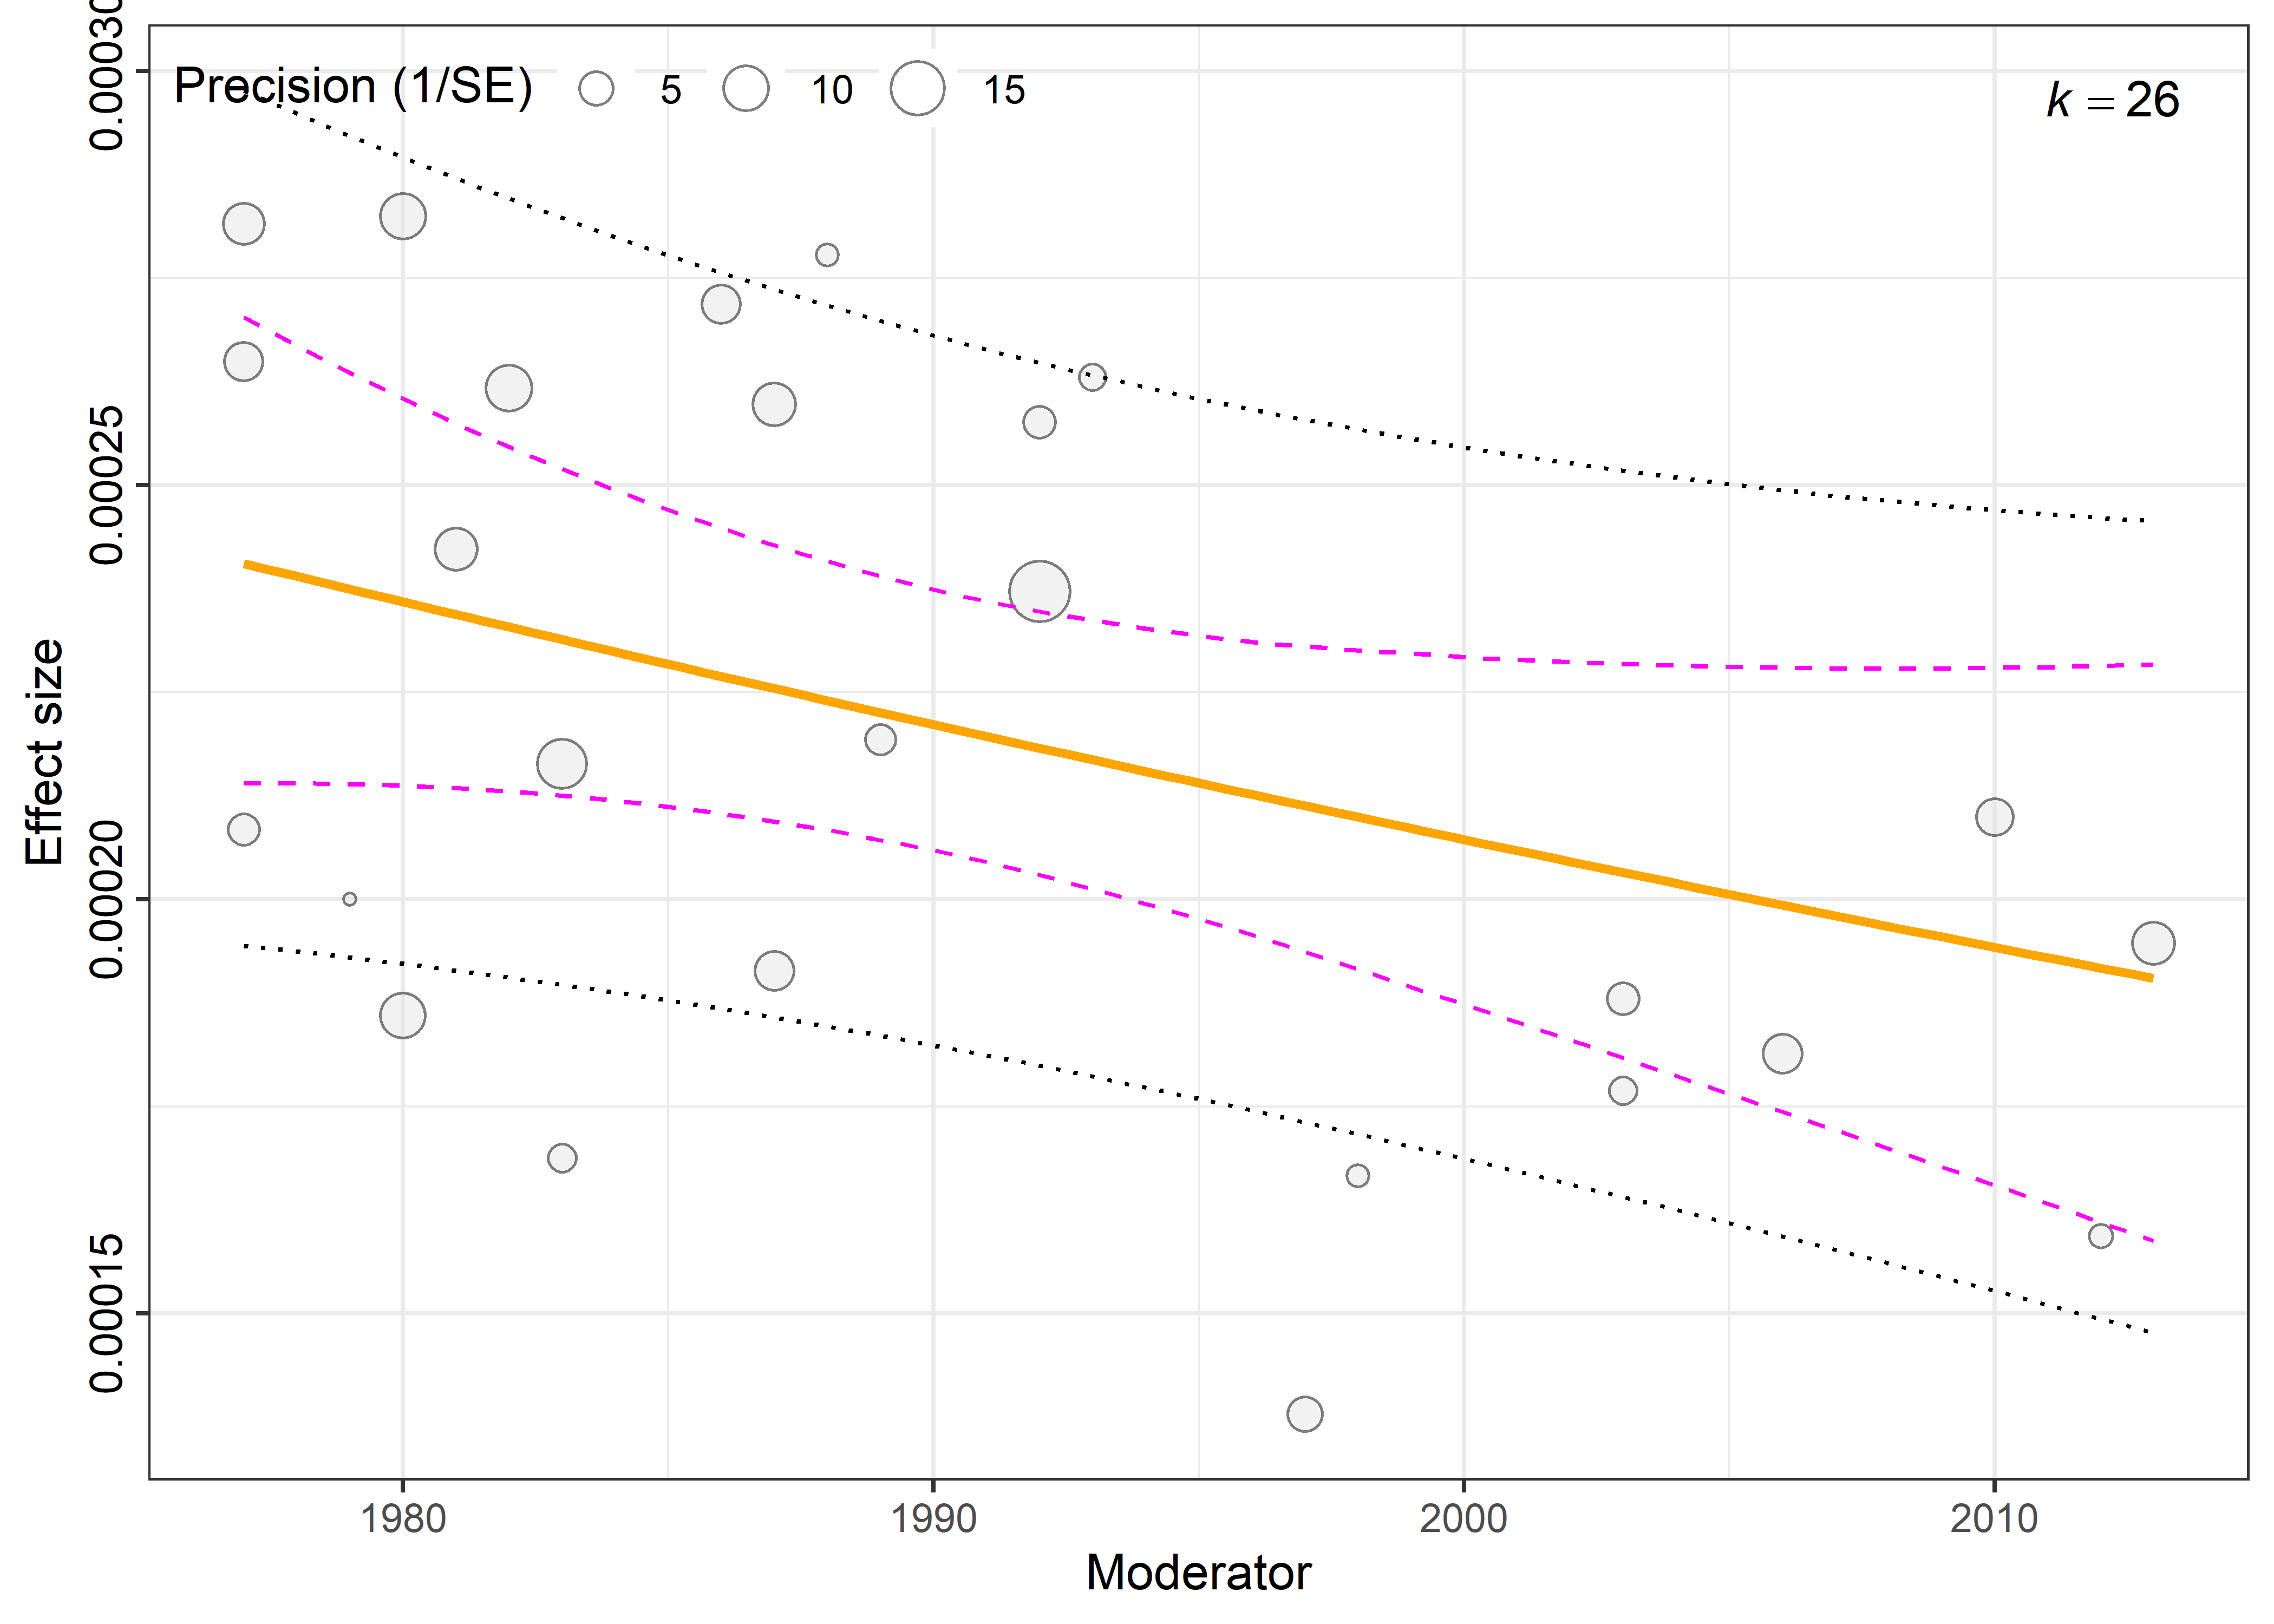 Precision (1/SE) 5 10 15
k = 26
Effect size
0.00030
0.00025
0.00020
0.00015
1980 1990 2000 2010
Moderator